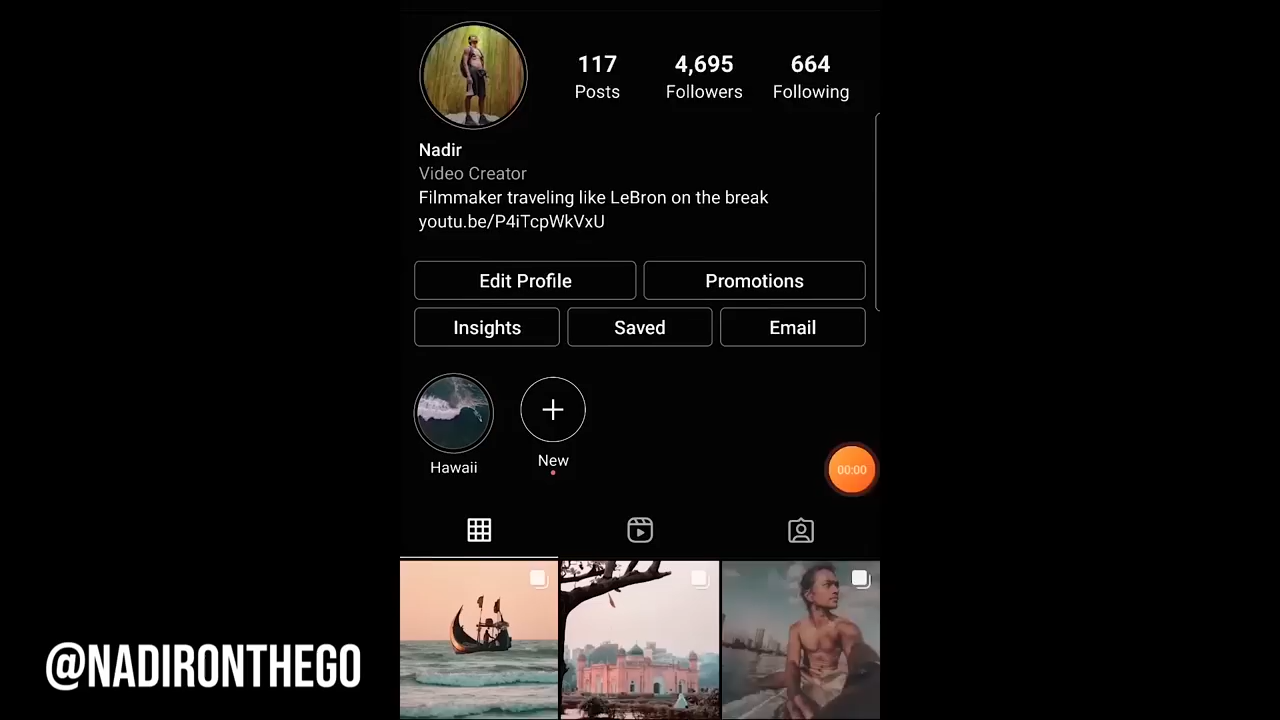 117 4,695 664
Posts Followers Following
Nadir
Video Creator
Filmmaker traveling like LeBron on the break
youtu.be/P4iTcpWkVxU
Edit Profile Promotions
Insights Saved Email
Hawaii New
00:00
@NADIRONTHEGO